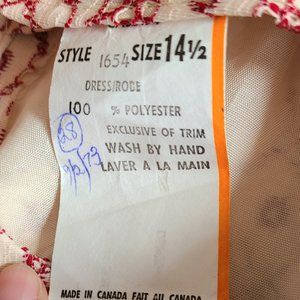 STYLE 1654 SIZE 14½
DRESS/ROBE
100 % POLYESTER
EXCLUSIVE OF TRIM
WASH BY HAND
LAVER A LA MAIN
28
MADE IN CANADA FAIT AU CANADA